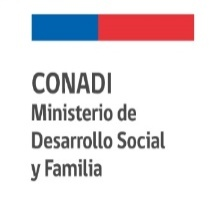 CONADI
Ministerio de
Desarrollo Social
y Familia